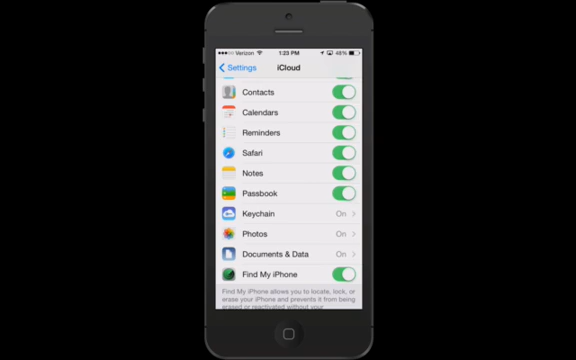 Verizon 1:23 PM 48%
Settings iCloud
Contacts
Calendars
Reminders
Safari
Notes
Passbook
Keychain On
Photos On
Documents & Data On
Find My iPhone
Find My iPhone allows you to locate, lock, or
erase your iPhone and prevents it from being
erased or reactivated without your